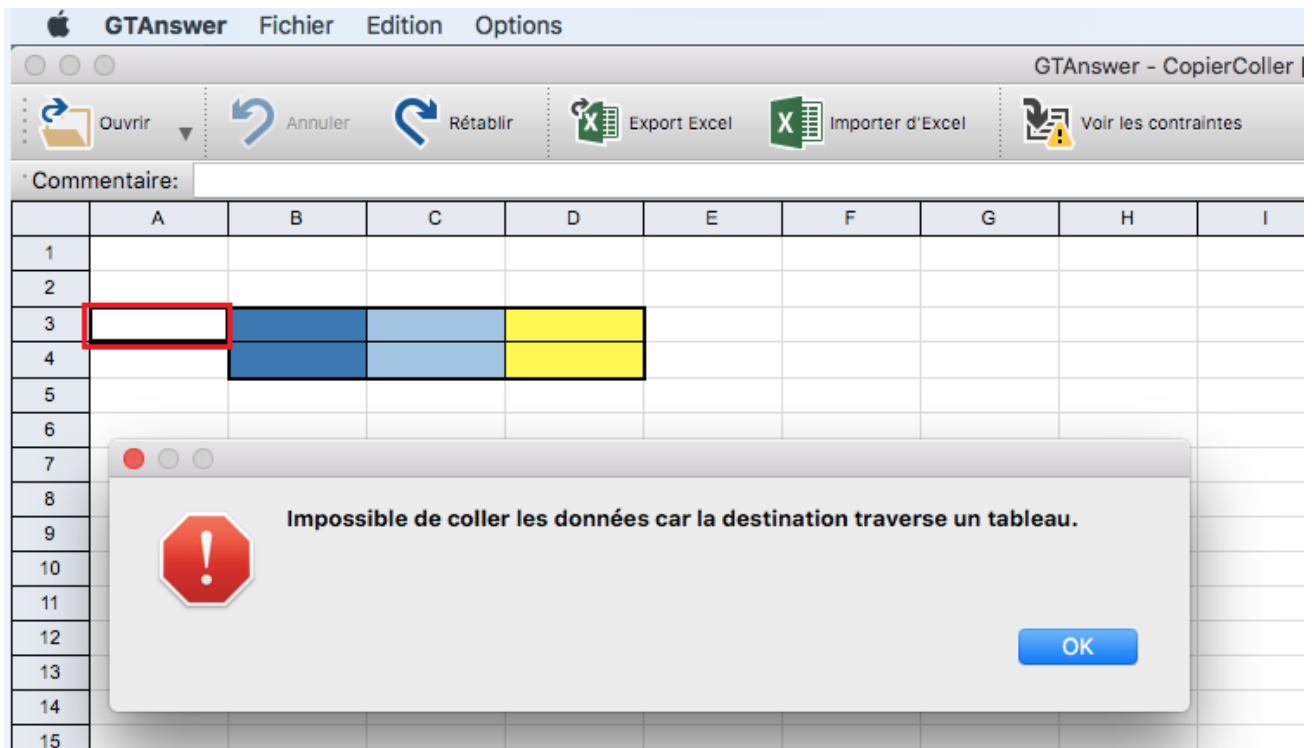 GTAnswer Fichier Edition Options
GTAnswer - CopierColler
Ouvrir Annuler Rétablir Export Excel Importer d'Excel Voir les contraintes
Commentaire:
A B C D E F G H I
1
2
3
4
5
6
7
8
9
10
11
12
13
14
15
Impossible de coller les données car la destination traverse un tableau.
OK